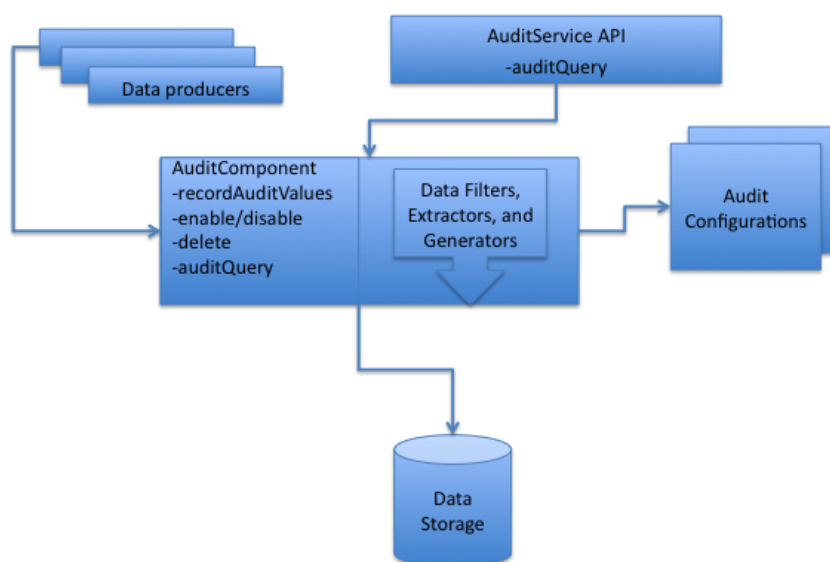 AuditService API
-auditQuery
Data producers
AuditComponent
-recordAuditValues
-enable/disable
-delete
-auditQuery
Data Filters,
Extractors, and
Generators
Audit
Configurations
Data
Storage